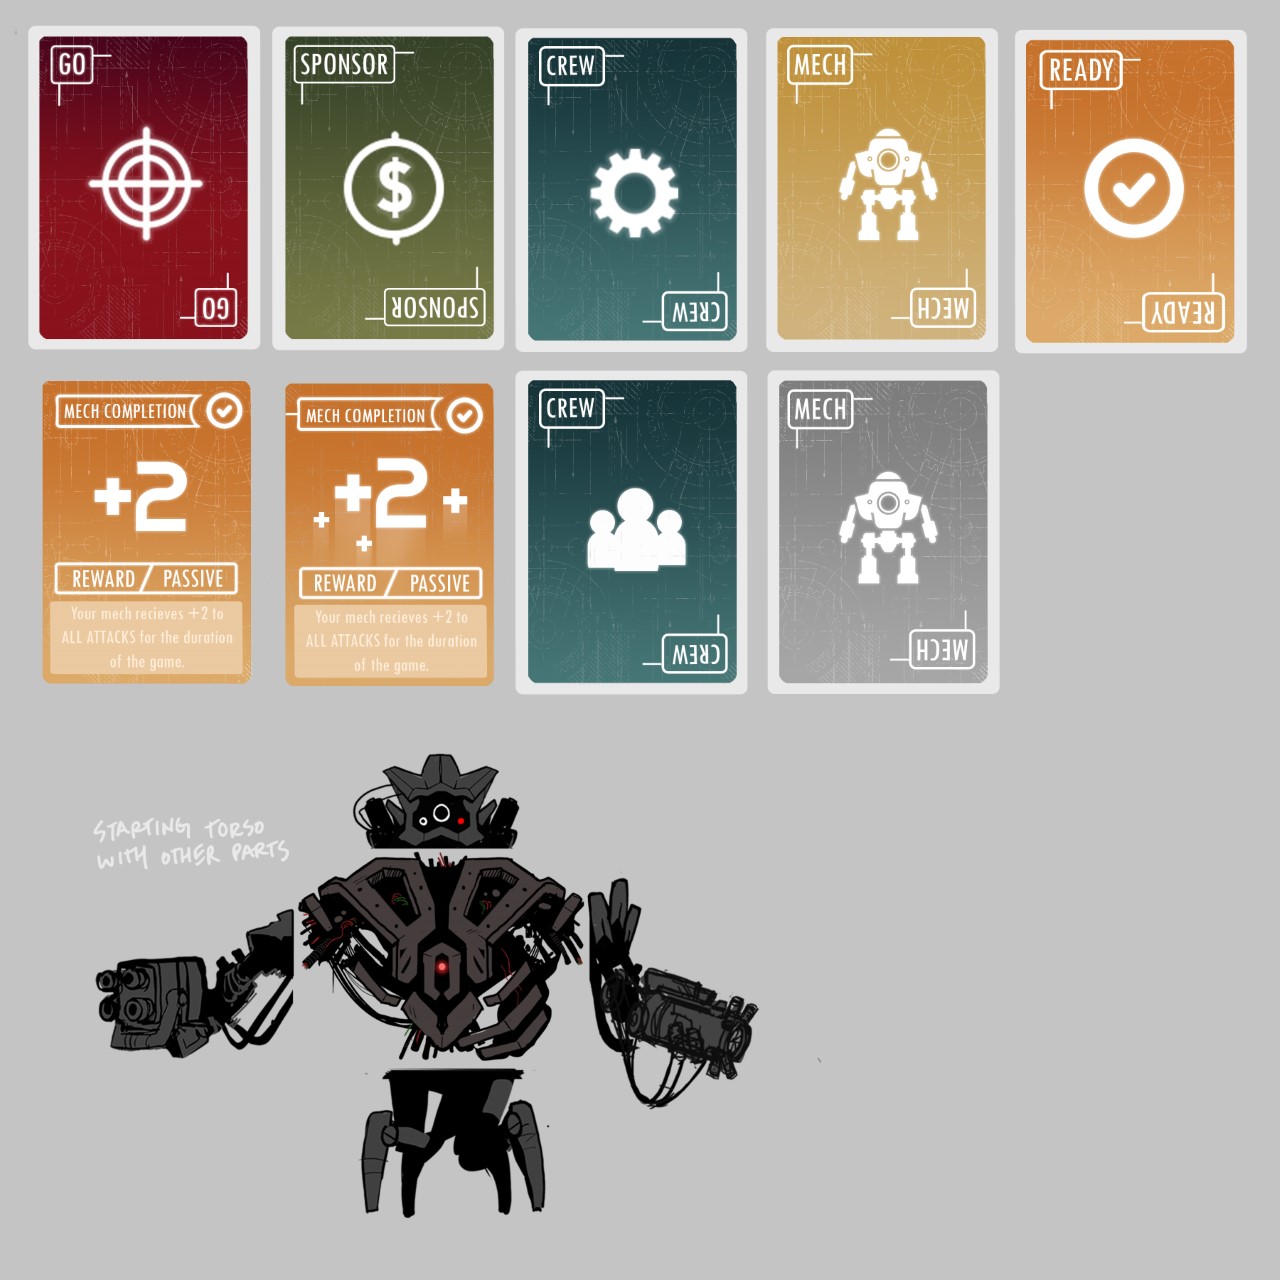 GO
SPONSOR
CREW
MECH
READY
$
GO
SPONSOR
CREW
MECH
READY
MECH COMPLETION
+2
REWARD / PASSIVE
Your mech recieves +2 to
ALL ATTACKS for the duration
of the game.
MECH COMPLETION
+2
REWARD / PASSIVE
Your mech recieves +2 to
ALL ATTACKS for the duration
of the game.
CREW
CREW
MECH
MECH
STARTING TORSO
WITH OTHER PARTS